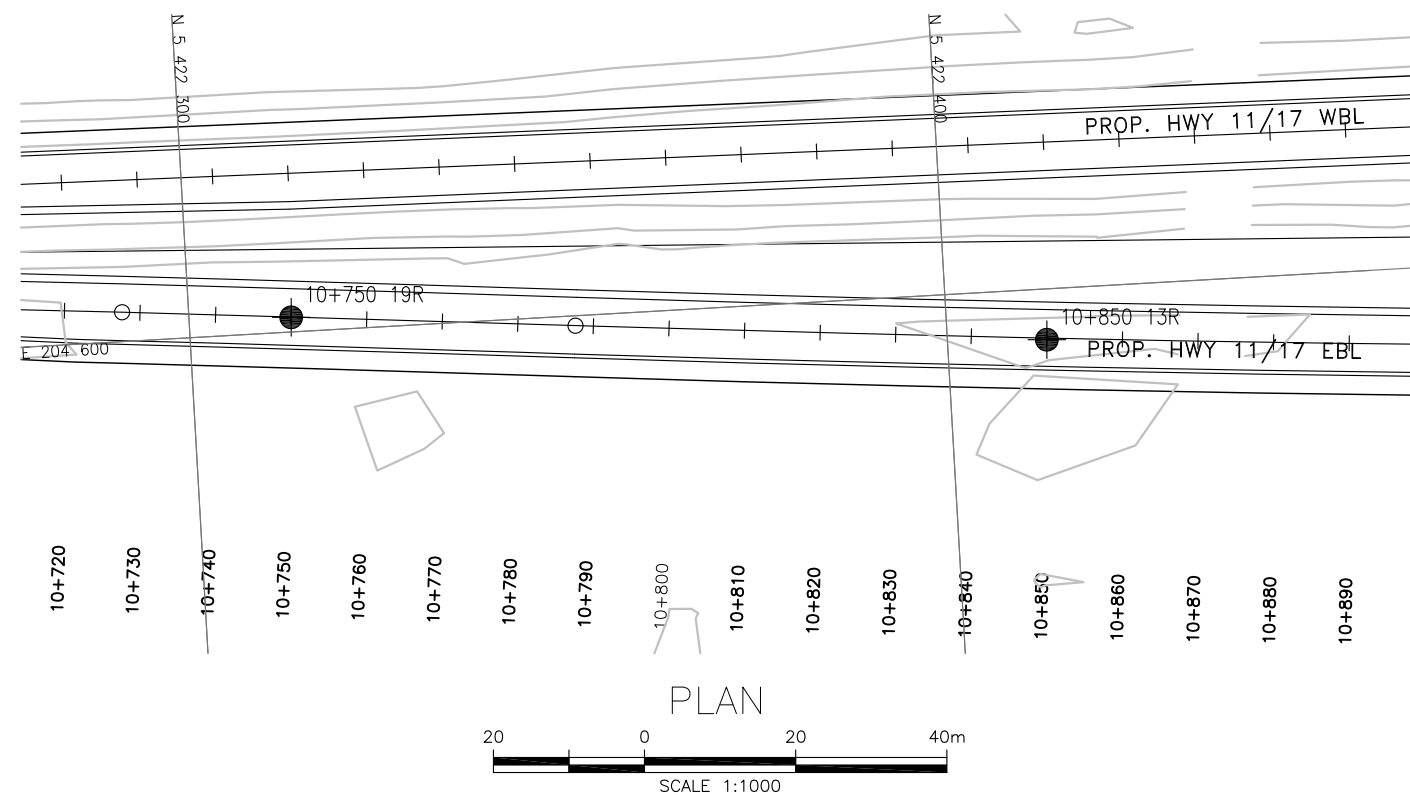 N 5 422 300
N 5 422 400
PROP. HWY 11/17 WBL
10+750 19R
10+850 13R
E 204 600
PROP. HWY 11/17 EBL
10+720
10+730
10+740
10+750
10+760
10+770
10+780
10+790
10+800
10+810
10+820
10+830
10+840
10+850
10+860
10+870
10+880
10+890
PLAN
20 0 20 40m
SCALE 1:1000